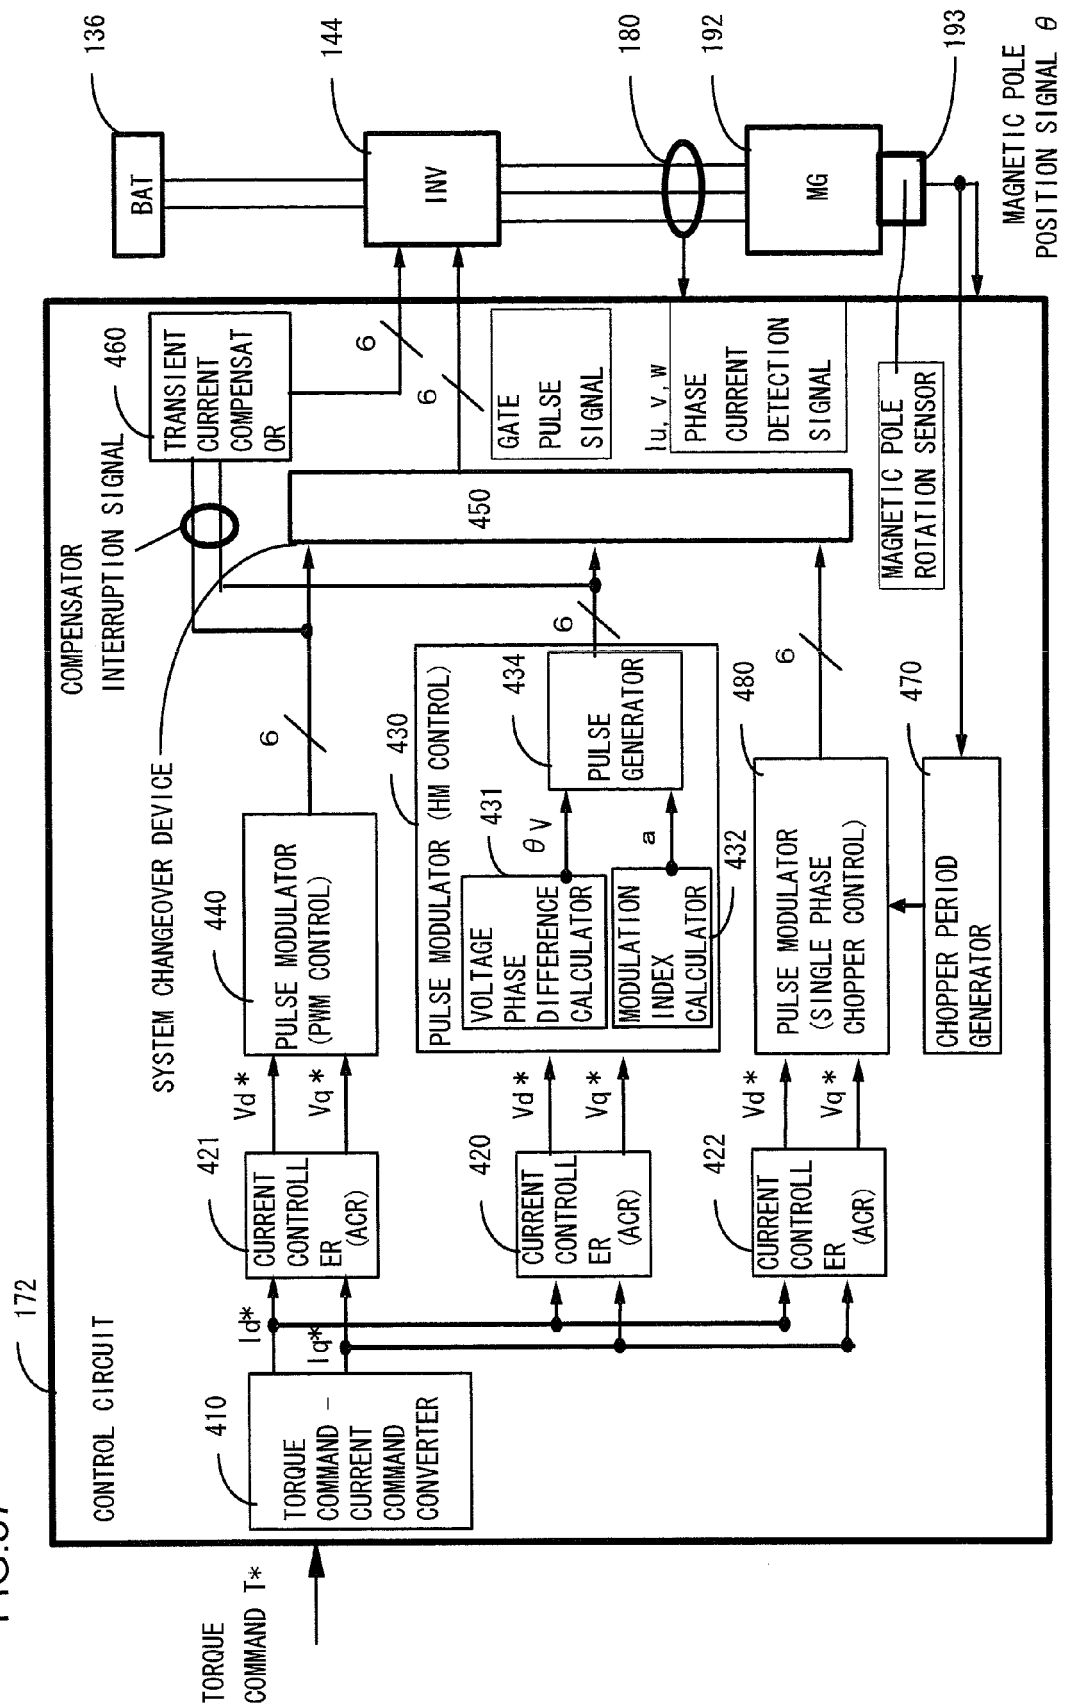 172
CONTROL CIRCUIT
TORQUE
COMMAND T*
410
TORQUE
COMMAND -
CURRENT
COMMAND
CONVERTER
Id*
Iq*
421
CURRENT
CONTROLL
ER
(ACR)
Vd*
Vq*
440
PULSE MODULATOR
(PWM CONTROL)
6
SYSTEM CHANGEOVER DEVICE
COMPENSATOR
INTERRUPTION SIGNAL
460
TRANSIENT
CURRENT
COMPENSAT
OR
420
CURRENT
CONTROLL
ER
(ACR)
Vd*
Vq*
430
PULSE MODULATOR (HM CONTROL)
431
VOLTAGE
PHASE
DIFFERENCE
CALCULATOR
θv
434
PULSE
GENERATOR
MODULATION
INDEX
CALCULATOR
a
432
6
450
422
CURRENT
CONTROLL
ER
(ACR)
Vd*
Vq*
480
PULSE MODULATOR
(SINGLE PHASE
CHOPPER CONTROL)
6
470
CHOPPER PERIOD
GENERATOR
6
6
GATE
PULSE
SIGNAL
Iu, v, w
PHASE
CURRENT
DETECTION
SIGNAL
MAGNETIC POLE
ROTATION SENSOR
136
BAT
144
INV
180
192
MG
193
MAGNETIC POLE
POSITION SIGNAL θ